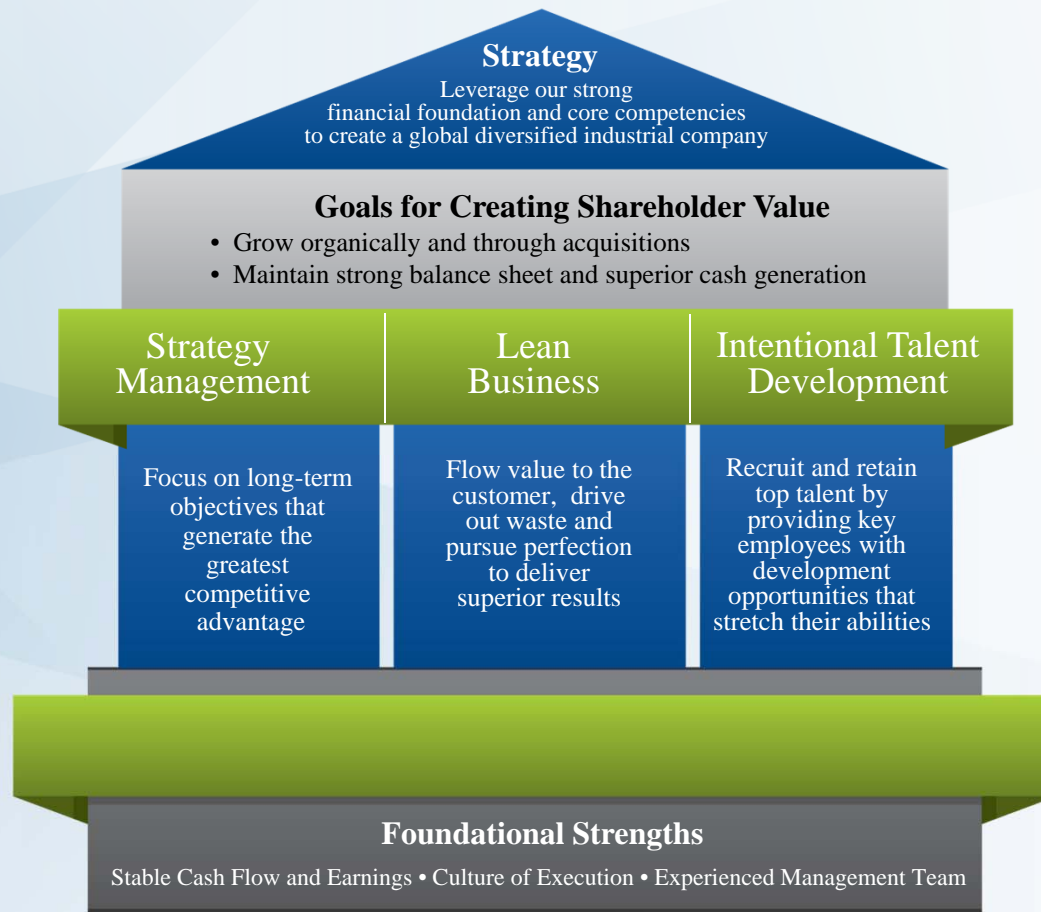 Strategy
Leverage our strong
financial foundation and core competencies
to create a global diversified industrial company
Goals for Creating Shareholder Value
• Grow organically and through acquisitions
• Maintain strong balance sheet and superior cash generation
Strategy
Management
Lean
Business
Intentional Talent
Development
Focus on long-term
objectives that
generate the
greatest
competitive
advantage
Flow value to the
customer, drive
out waste and
pursue perfection
to deliver
superior results
Recruit and retain
top talent by
providing key
employees with
development
opportunities that
stretch their abilities
Foundational Strengths
Stable Cash Flow and Earnings • Culture of Execution • Experienced Management Team